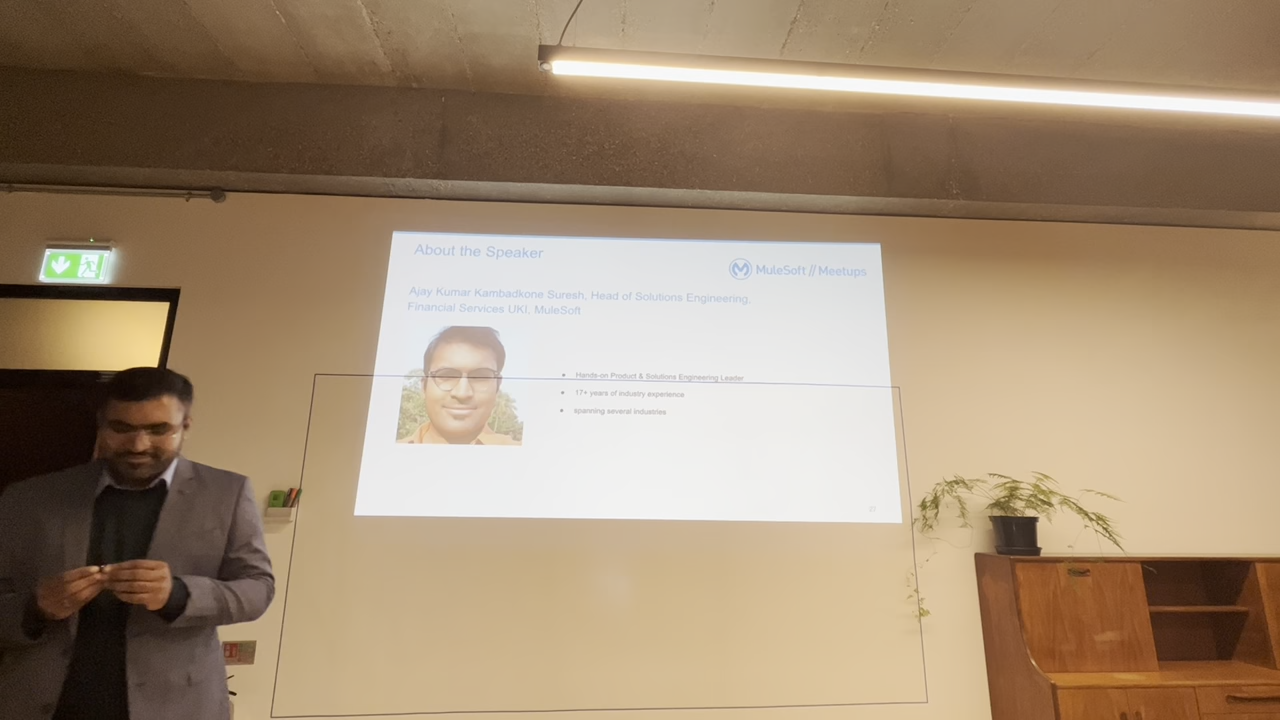 About the Speaker
MuleSoft // Meetups
Ajay Kumar Kambadkone Suresh, Head of Solutions Engineering,
Financial Services UKI, MuleSoft
• Hands-on Product & Solutions Engineering Leader
• 17+ years of industry experience
• spanning several industries